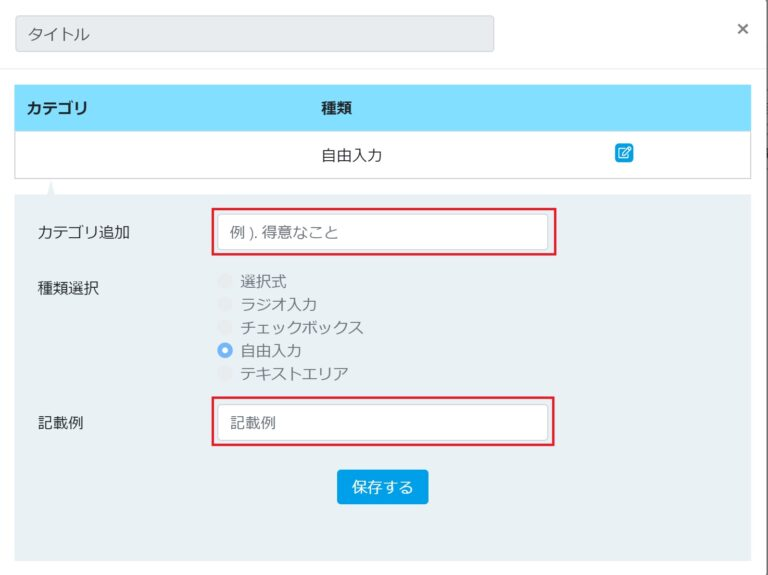 タイトル
×
カテゴリ 種類
自由入力
カテゴリ追加 例 ). 得意なこと
種類選択 選択式
ラジオ入力
チェックボックス
自由入力
テキストエリア
記載例 記載例
保存する